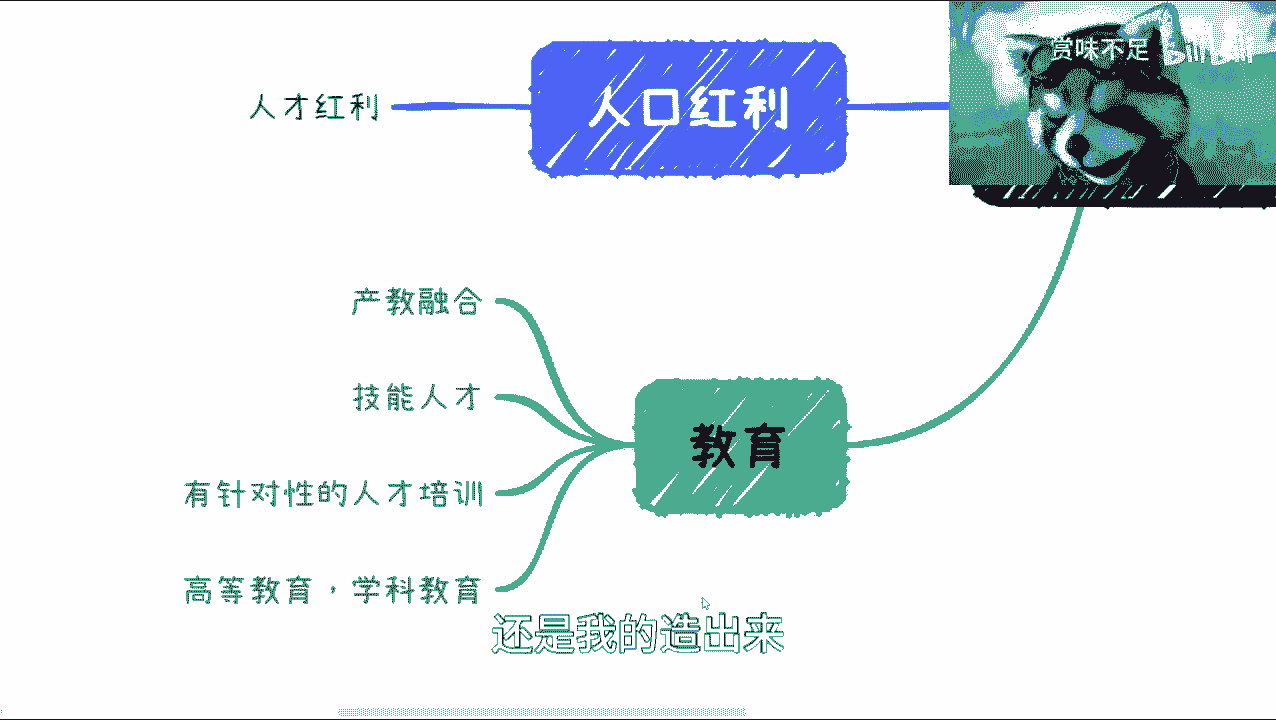 赏味不足 bilibili
人才红利
人口红利
产教融合
技能人才
教育
有针对性的人才培训
高等教育，学科教育
还是我的造出来